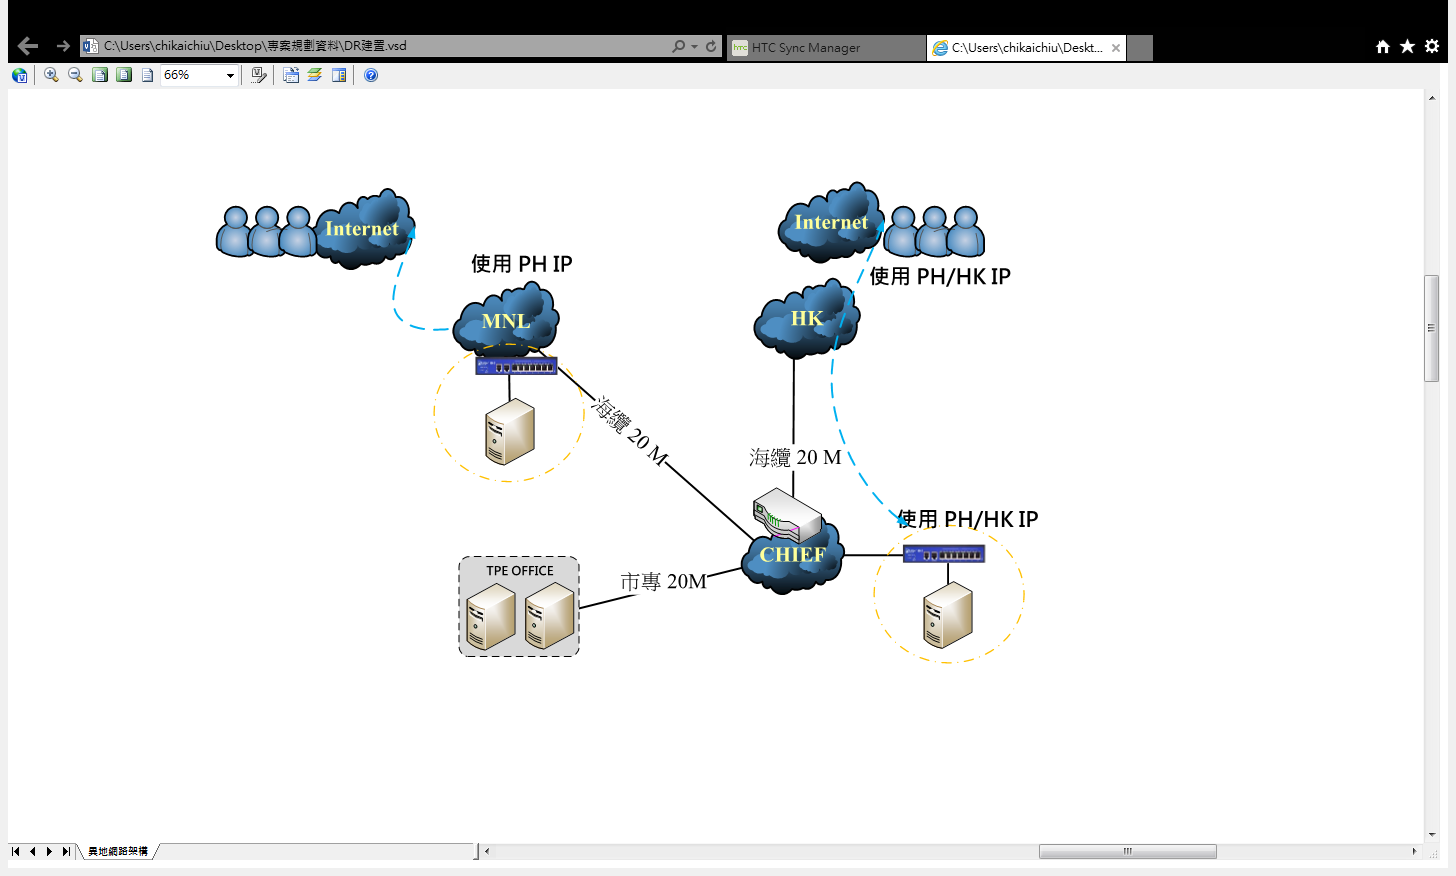 C:\Users\chikaichiu\Desktop\專案規劃資料\DR建置.vsd
htc HTC Sync Manager
C:\Users\chikaichiu\Deskt...
66%
Internet
Internet
使用 PH IP
使用 PH/HK IP
MNL
HK
海纜 20 M
海纜 20 M
使用 PH/HK IP
CHIEF
TPE OFFICE
市專 20M
異地網路架構